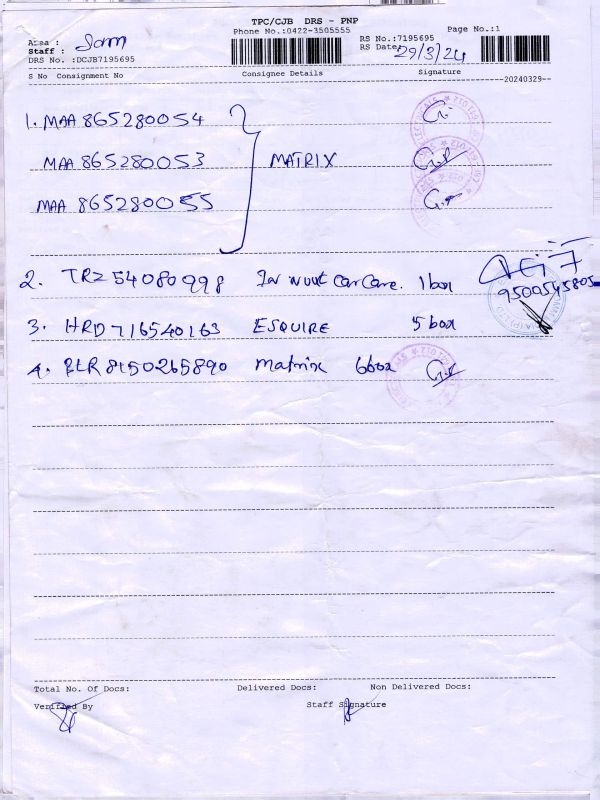 TPC/CJB DRS - PNP
Phone No.:0422-3505555
Page No.:1
Area :
Staff : Sam
RS No.:7195695
RS Date: 29/3/24
DRS No. :DCJB7195695
S No Consignment No Consignee Details Signature
20240329
1. MAA 865280054
MAA 865280053 MATRIX
MAA 865280055
2. TRZ 54080998 Car Care. 1 box
9500545805
3. HRD 716540163 ESQUIRE 5 box
4. BLR 8150265890 Matrix 6 box
Total No. Of Docs: Delivered Docs: Non Delivered Docs:
Verified By Staff Signature